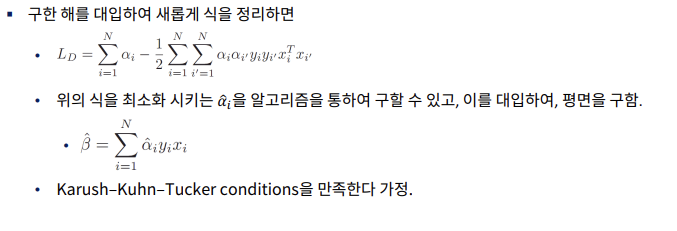 ▪ 구한 해를 대입하여 새롭게 식을 정리하면
• $L_D = \sum_{i=1}^{N} \alpha_i - \frac{1}{2} \sum_{i=1}^{N} \sum_{i'=1}^{N} \alpha_i \alpha_{i'} y_i y_{i'} x_i^T x_{i'}$
• 위의 식을 최소화 시키는 $\hat{\alpha}_i$을 알고리즘을 통하여 구할 수 있고, 이를 대입하여, 평면을 구함.
• $\hat{\beta} = \sum_{i=1}^{N} \hat{\alpha}_i y_i x_i$
• Karush–Kuhn–Tucker conditions을 만족한다 가정.